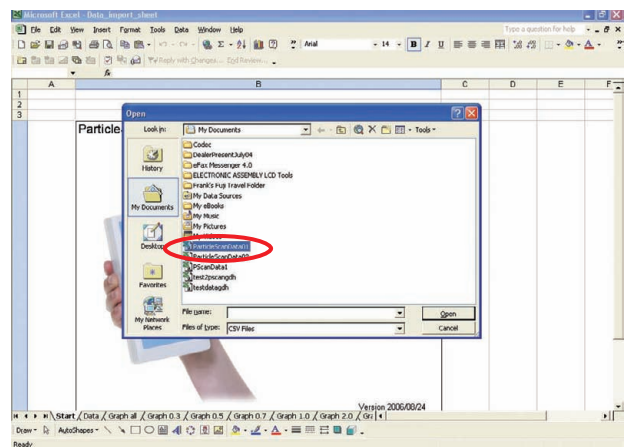 Microsoft Excel - Data_import_sheet
File Edit View Insert Format Tools Data Window Help
Type a question for help
Arial 14 B I U
Reply with Changes... End Review...
fx
A B C D E F
1
2
3
Particle
Open
Look in: My Documents Tools
History
My Documents
Desktop
Favorites
My Network Places
Codec
DealerPresentJuly04
eFax Messenger 4.0
ELECTRONIC ASSEMBLY LCD Tools
Frank's Fuji Travel Folder
My Data Sources
My eBooks
My Music
My Pictures
My Videos
ParticleScanData01
ParticleScanData02
PScanData1
test2pscangdh
testdatagdh
File name: Open
Files of type: CSV Files Cancel
Version 2006/08/24
Start / Data / Graph all / Graph 0.3 / Graph 0.5 / Graph 0.7 / Graph 1.0 / Graph 2.0 / Gra
Draw AutoShapes
Ready